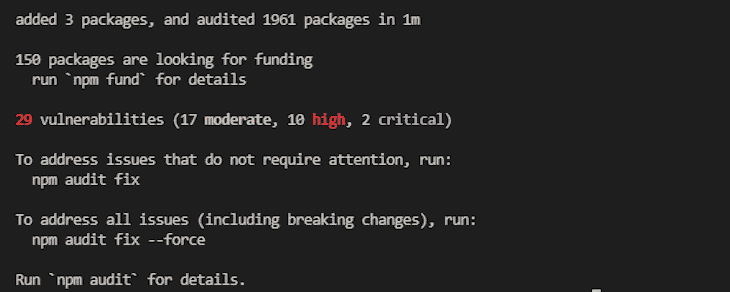 added 3 packages, and audited 1961 packages in 1m
150 packages are looking for funding
run `npm fund` for details
29 vulnerabilities (17 moderate, 10 high, 2 critical)
To address issues that do not require attention, run:
npm audit fix
To address all issues (including breaking changes), run:
npm audit fix --force
Run `npm audit` for details.